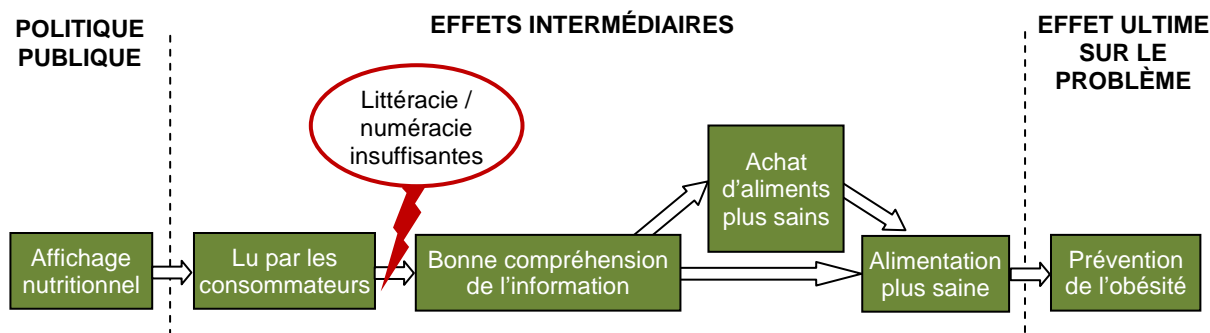 POLITIQUE
PUBLIQUE
EFFETS INTERMÉDIAIRES
EFFET ULTIME
SUR LE
PROBLÈME
Littéracie /
numéracie
insuffisantes
Achat
d’aliments
plus sains
Affichage
nutritionnel
Lu par les
consommateurs
Bonne compréhension
de l’information
Alimentation
plus saine
Prévention
de l’obésité